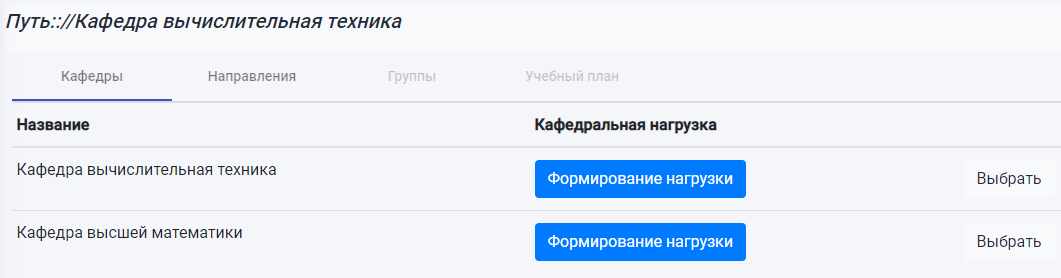 Путь:://Кафедра вычислительная техника
Кафедры Направления Группы Учебный план
Название Кафедральная нагрузка
Кафедра вычислительная техника Формирование нагрузки Выбрать
Кафедра высшей математики Формирование нагрузки Выбрать